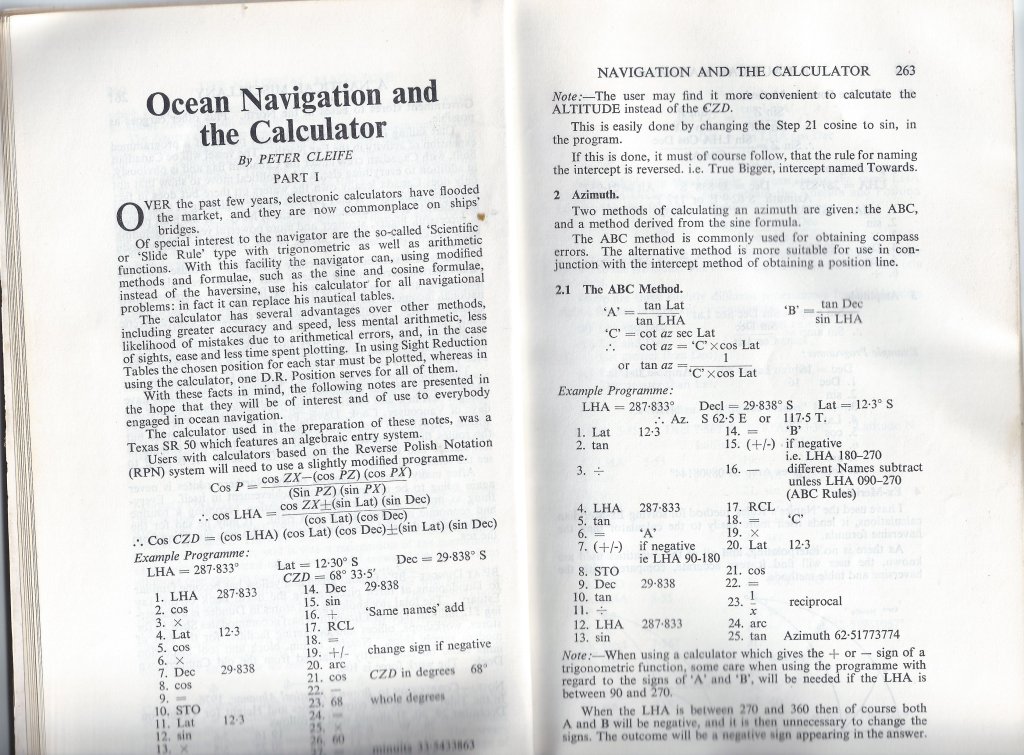 Ocean Navigation and
the Calculator
By PETER CLEIFE
PART I
OVER the past few years, electronic calculators have flooded
the market, and they are now commonplace on ships'
bridges.
Of special interest to the navigator are the so-called 'Scientific
or 'Slide Rule' type with trigonometric as well as arithmetic
functions. With this facility the navigator can, using modified
methods and formulae, such as the sine and cosine formulae,
instead of the haversine, use his calculator for all navigational
problems: in fact it can replace his nautical tables.
The calculator has several advantages over other methods,
including greater accuracy and speed, less mental arithmetic, less
likelihood of mistakes due to arithmetical errors, and, in the case
of sights, ease and less time spent plotting. In using Sight Reduction
Tables the chosen position for each star must be plotted, whereas in
using the calculator, one D.R. Position serves for all of them.
With these facts in mind, the following notes are presented in
the hope that they will be of interest and of use to everybody
engaged in ocean navigation.
The calculator used in the preparation of these notes, was a
Texas SR 50 which features an algebraic entry system.
Users with calculators based on the Reverse Polish Notation
(RPN) system will need to use a slightly modified programme.
Cos P = cos ZX—(cos PZ) (cos PX)
(Sin PZ) (sin PX)
∴ cos LHA = cos ZX±(sin Lat) (sin Dec)
(cos Lat) (cos Dec)
∴ Cos CZD = (cos LHA) (cos Lat) (cos Dec)±(sin Lat) (sin Dec)
Example Programme:
LHA = 287·833° Lat = 12·30° S Dec = 29·838° S
CZD = 68° 33·5'
1. LHA 287·833
2. cos
3. ×
4. Lat 12·3
5. cos
6. ×
7. Dec 29·838
8. cos
9. =
10. STO
11. Lat 12·3
12. sin
13. ×
14. Dec 29·838
15. sin
16. + 'Same names' add
17. RCL
18. =
19. +/- change sign if negative
20. arc
21. cos CZD in degrees 68°
22. —
23. 68 whole degrees
24. =
25. ×
26. 60
27. = minutes 33·5433863
NAVIGATION AND THE CALCULATOR 263
Note:—The user may find it more convenient to calcutate the
ALTITUDE instead of the CZD.
This is easily done by changing the Step 21 cosine to sin, in
the program.
If this is done, it must of course follow, that the rule for naming
the intercept is reversed. i.e. True Bigger, intercept named Towards.
2 Azimuth.
Two methods of calculating an azimuth are given: the ABC,
and a method derived from the sine formula.
The ABC method is commonly used for obtaining compass
errors. The alternative method is more suitable for use in con-
junction with the intercept method of obtaining a position line.
2.1 The ABC Method.
'A' = tan Lat 'B' = tan Dec
tan LHA sin LHA
'C' = cot az sec Lat
∴ cot az = 'C'×cos Lat
or tan az = 1
'C'×cos Lat
Example Programme:
LHA = 287·833° Decl = 29·838° S Lat = 12·3° S
∴ Az. S 62·5 E or 117·5 T.
1. Lat 12·3
2. tan
3. ÷
4. LHA 287·833
5. tan
6. = 'A'
7. (+/-) if negative
ie LHA 90-180
8. STO
9. Dec 29·838
10. tan
11. ÷
12. LHA 287·833
13. sin
14. = 'B'
15. (+/-) if negative
i.e. LHA 180–270
16. — different Names subtract
unless LHA 090–270
(ABC Rules)
17. RCL
18. = 'C'
19. ×
20. Lat 12·3
21. cos
22. =
23. 1/x reciprocal
24. arc
25. tan Azimuth 62·51773774
Note:—When using a calculator which gives the + or — sign of a
trigonometric function, some care when using the programme with
regard to the signs of 'A' and 'B', will be needed if the LHA is
between 90 and 270.
When the LHA is between 270 and 360 then of course both
A and B will be negative, and it is then unnecessary to change the
signs. The outcome will be a negative sign appearing in the answer.